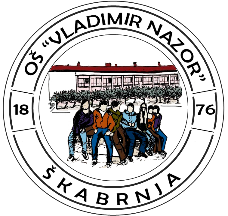 OŠ "VLADIMIR NAZOR"
18 76
ŠKABRNJA